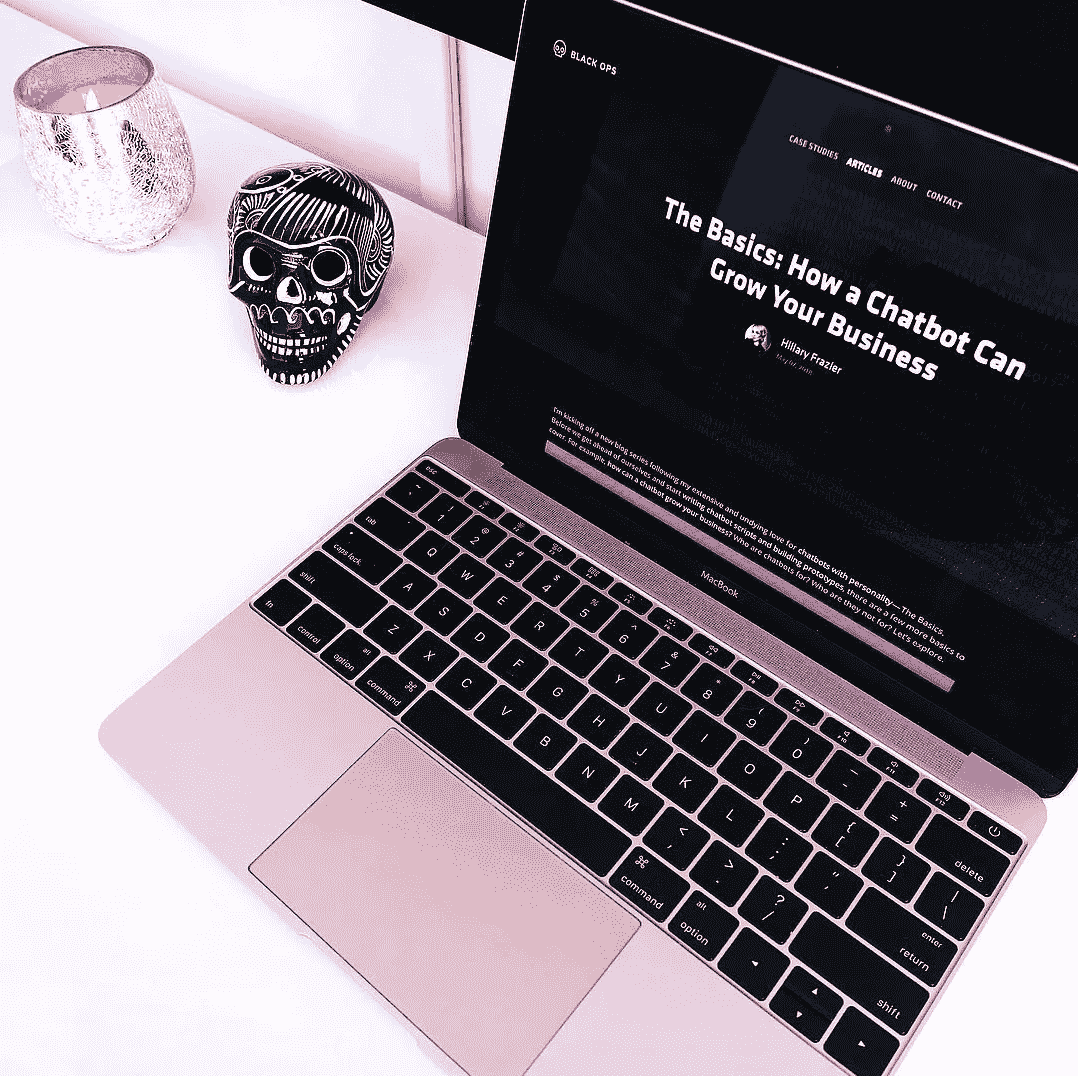 BLACK OPS
CASE STUDIES ARTICLES ABOUT CONTACT
The Basics: How a Chatbot Can
Grow Your Business
Hillary Frazier
I'm kicking off a new blog series following my extensive and undying love for chatbots with personality—The Basics.
Before we get ahead of ourselves and start writing chatbot scripts and building prototypes, there are a few more basics to
cover. For example, how can a chatbot grow your business? Who are chatbots for? Who are they not for? Let's explore.
MacBook
esc
~ ! 1 @ 2 # 3 $ 4 % 5 ^ 6 & 7 * 8 ( 9 ) 0 _ - + = delete
tab Q W E R T Y U I O P { [ } ] | \
caps lock A S D F G H J K L : ; " ' enter return
shift Z X C V B N M < , > . ? / shift
fn control alt option ⌘ command ⌘ command alt option ◄ ▲ ▼ ►